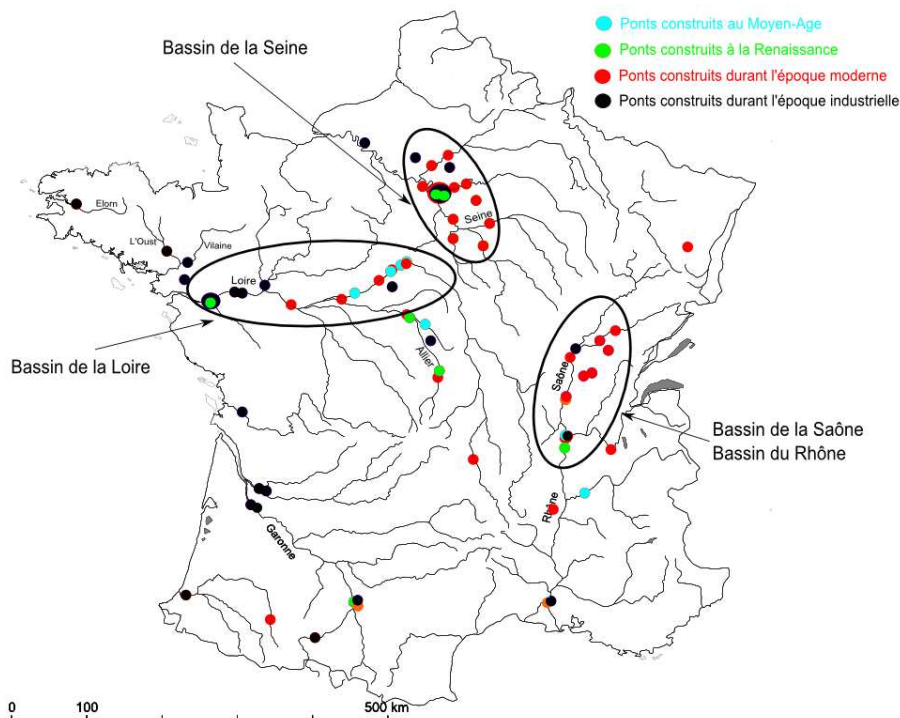 Ponts construits au Moyen-Age
Ponts construits à la Renaissance
Ponts construits durant l'époque moderne
Ponts construits durant l'époque industrielle
Bassin de la Seine
Elorn
L'Oust
Vilaine
Seine
Loire
Bassin de la Loire
Allier
Saône
Bassin de la Saône
Bassin du Rhône
Rhône
Garonne
0 100 500 km